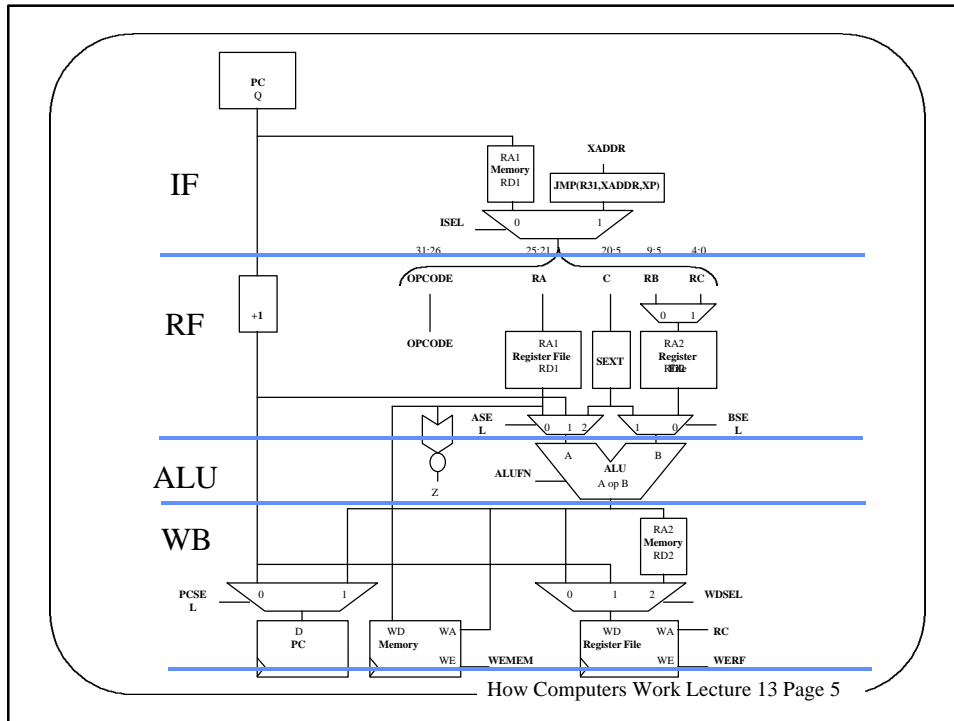 PC
Q
XADDR
RA1
Memory
RD1
JMP(R31,XADDR,XP)
IF
ISEL
0
1
31:26
25:21
20:5
9:5
4:0
OPCODE
RA
C
RB
RC
+1
RF
0
1
OPCODE
RA1
Register File
RD1
SEXT
RA2
Register
File
ASE
L
0
1
2
1
0
BSE
L
A
B
ALU
ALU
A op B
ALUFN
Z
WB
RA2
Memory
RD2
PCSE
L
0
1
0
1
2
WDSEL
D
PC
WD
WA
Memory
WE
WEMEM
WD
WA
Register File
WE
RC
WERF
How Computers Work Lecture 13 Page 5